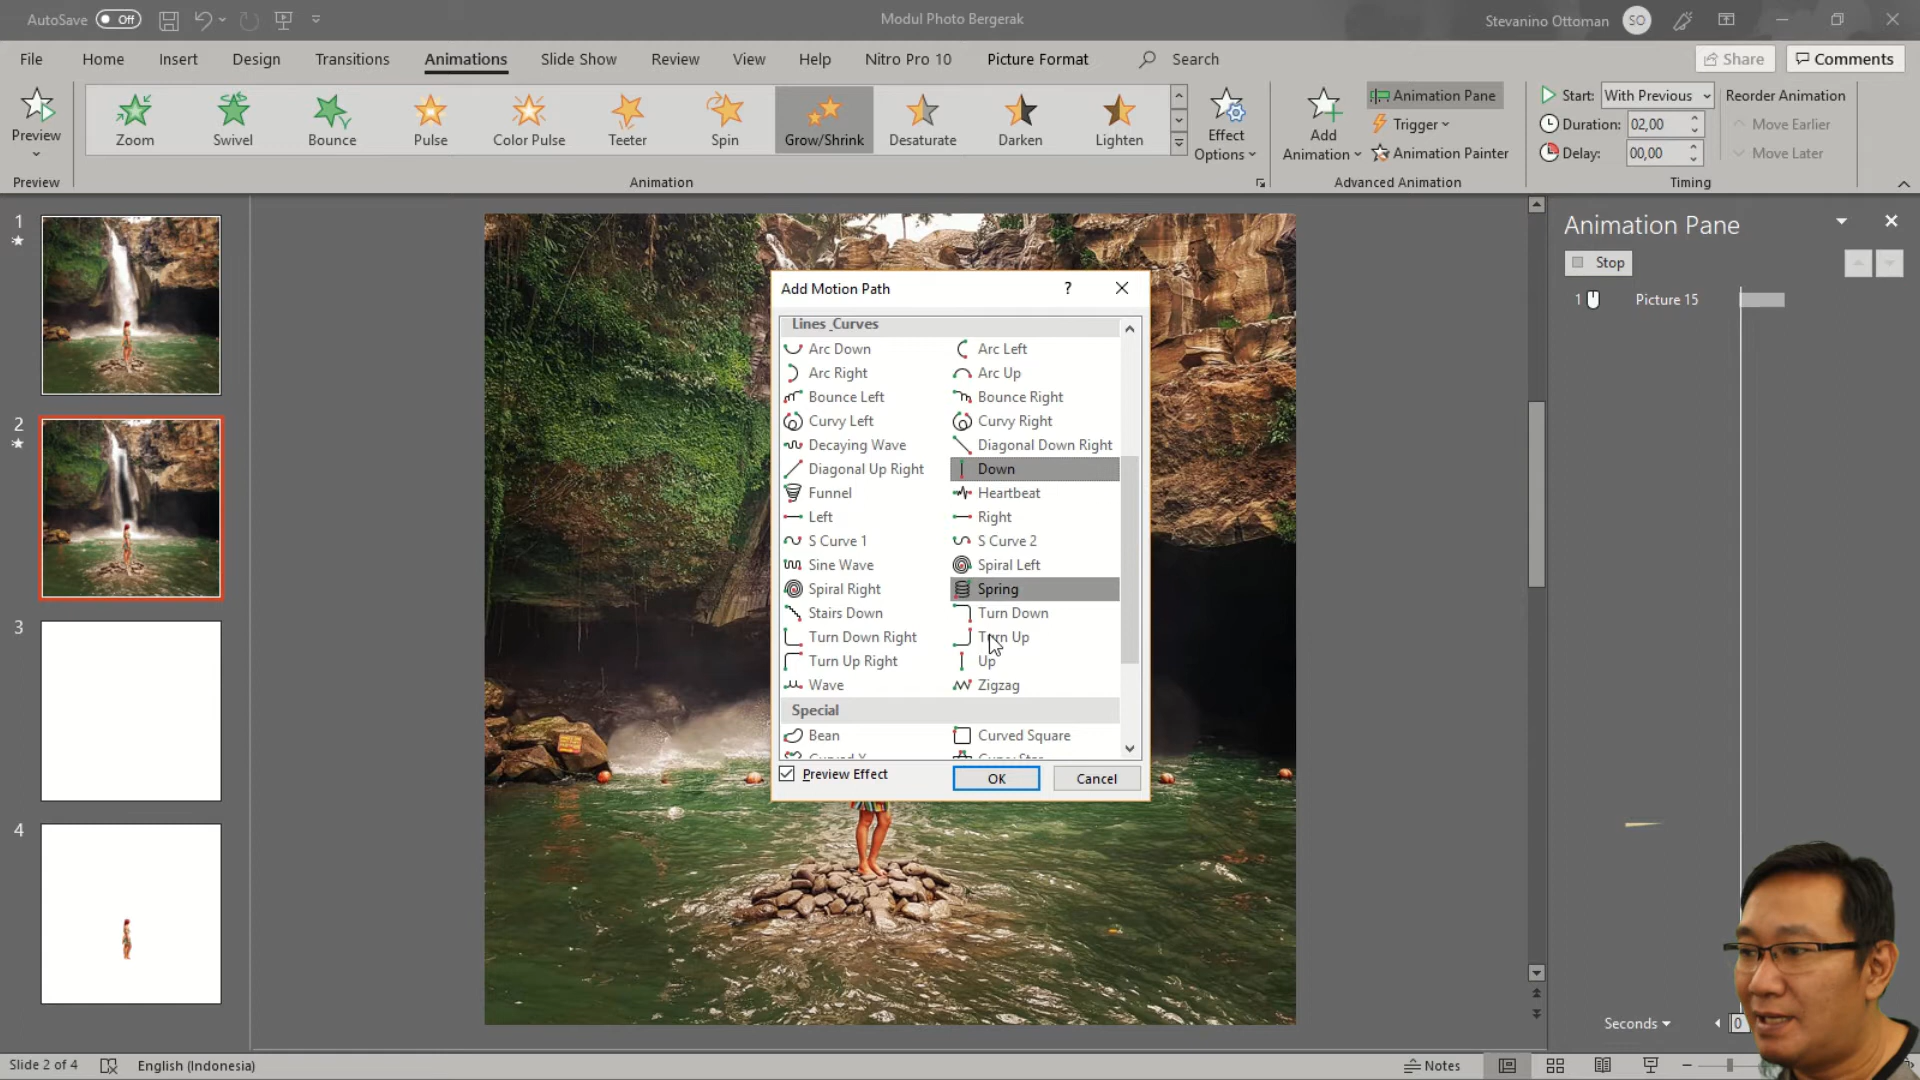 AutoSave Off
Modul Photo Bergerak
Stevanino Ottoman SO
File Home Insert Design Transitions Animations Slide Show Review View Help Nitro Pro 10 Picture Format Search Share Comments
Preview
Zoom Swivel Bounce Pulse Color Pulse Teeter Spin Grow/Shrink Desaturate Darken Lighten
Effect
Options
Add
Animation
Animation Pane
Trigger
Animation Painter
Start: With Previous
Duration: 02,00
Delay: 00,00
Reorder Animation
Move Earlier
Move Later
Preview Animation Advanced Animation Timing
1
2
3
4
Add Motion Path ?
Lines_Curves
Arc Down Arc Left
Arc Right Arc Up
Bounce Left Bounce Right
Curvy Left Curvy Right
Decaying Wave Diagonal Down Right
Diagonal Up Right Down
Funnel Heartbeat
Left Right
S Curve 1 S Curve 2
Sine Wave Spiral Left
Spiral Right Spring
Stairs Down Turn Down
Turn Down Right Turn Up
Turn Up Right Up
Wave Zigzag
Special
Bean Curved Square
Preview Effect
OK Cancel
Animation Pane
Stop
1 Picture 15
Seconds 0
Slide 2 of 4 English (Indonesia) Notes